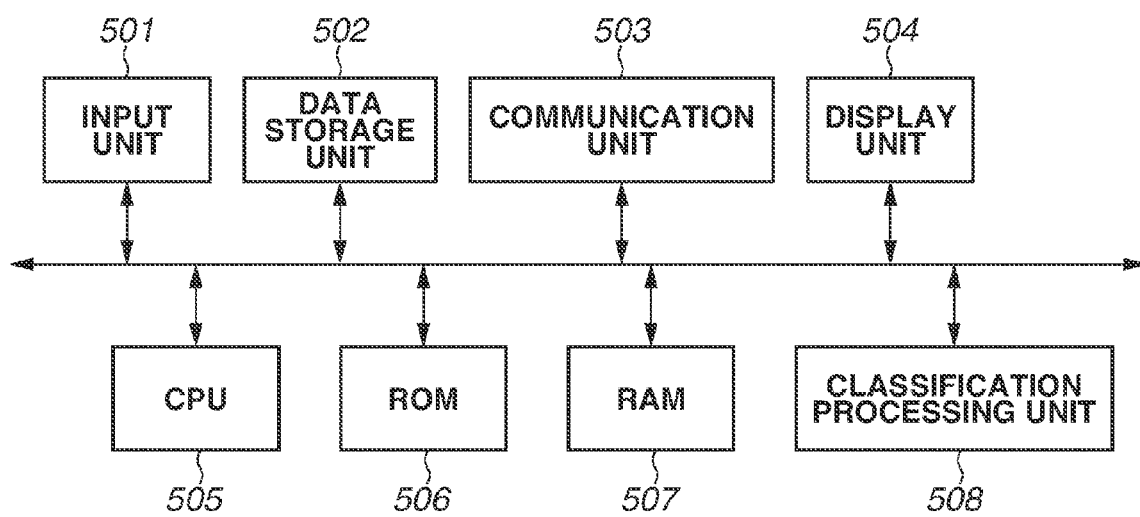 501
502
503
504
INPUT
UNIT
DATA
STORAGE
UNIT
COMMUNICATION
UNIT
DISPLAY
UNIT
CPU
ROM
RAM
CLASSIFICATION
PROCESSING UNIT
505
506
507
508